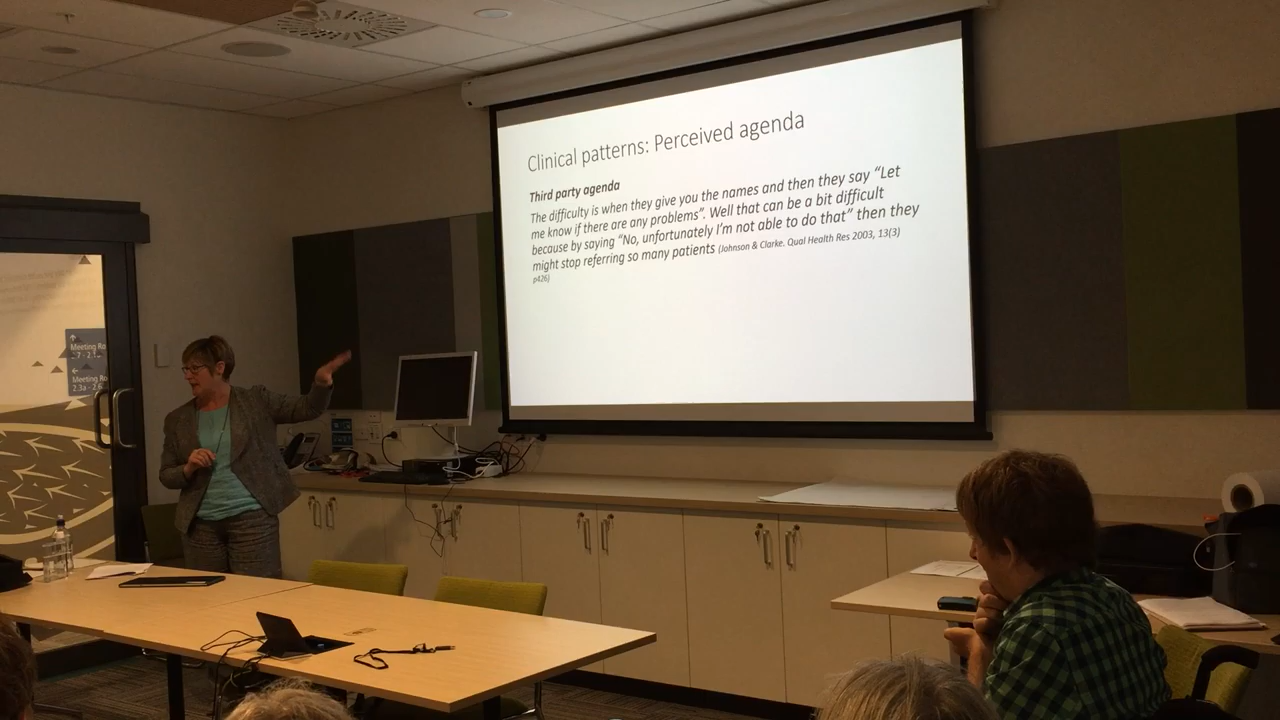 Clinical patterns: Perceived agenda
Third party agenda
The difficulty is when they give you the names and then they say “Let
me know if there are any problems”. Well that can be a bit difficult
because by saying “No, unfortunately I’m not able to do that” then they
might stop referring so many patients (Johnson & Clarke. Qual Health Res 2003, 13(3)
p426)
Meeting Ro
Meeting Ro